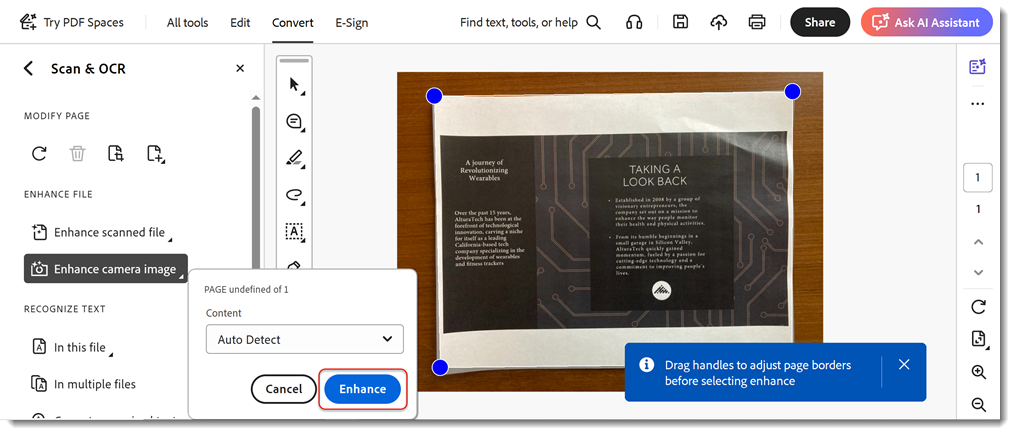 Try PDF Spaces
All tools
Edit
Convert
E-Sign
Find text, tools, or help
Share
Ask AI Assistant
Scan & OCR
MODIFY PAGE
ENHANCE FILE
Enhance scanned file
Enhance camera image
RECOGNIZE TEXT
In this file
In multiple files
PAGE undefined of 1
Content
Auto Detect
Cancel
Enhance
A journey of
Revolutionizing
Wearables
Over the past 15 years,
AlturaTech has been at the
forefront of technological
innovation, carving a niche
for itself as a leading
California-based tech
company specializing in the
development of wearables
and fitness trackers
TAKING A
LOOK BACK
• Established in 2008 by a group of
visionary entrepreneurs, the
company set out on a mission to
enhance the way people monitor
their health and physical activities.
• From its humble beginnings in a
small garage in Silicon Valley,
AlturaTech quickly gained
momentum, fueled by a passion for
cutting-edge technology and a
commitment to improving people's
lives.
Drag handles to adjust page borders
before selecting enhance
1
1